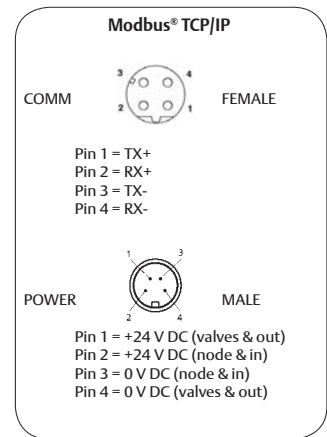 Modbus® TCP/IP
3 4
COMM FEMALE
2 1
Pin 1 = TX+
Pin 2 = RX+
Pin 3 = TX-
Pin 4 = RX-
1 3
POWER MALE
2 4
Pin 1 = +24 V DC (valves & out)
Pin 2 = +24 V DC (node & in)
Pin 3 = 0 V DC (node & in)
Pin 4 = 0 V DC (valves & out)